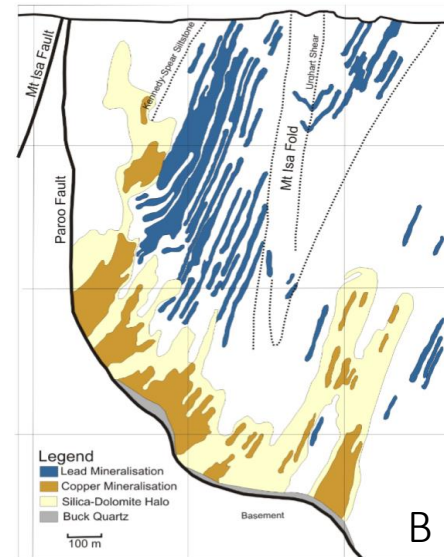 Mt Isa Fault
Kennedy-Spear Siltstone
Urqhart Shear
Mt Isa Fold
Paroo Fault
Legend
Lead Mineralisation
Copper Mineralisation
Silica-Dolomite Halo
Buck Quartz
100 m
Basement
B